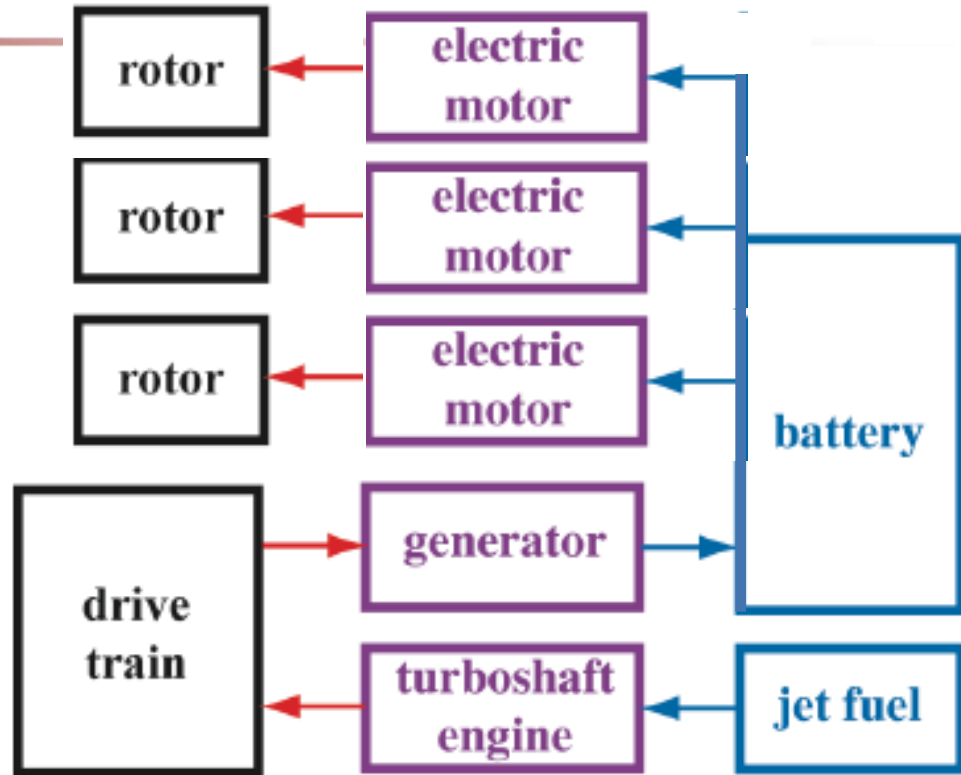 rotor
electric
motor
rotor
electric
motor
rotor
electric
motor
battery
drive
train
generator
turboshaft
engine
jet fuel